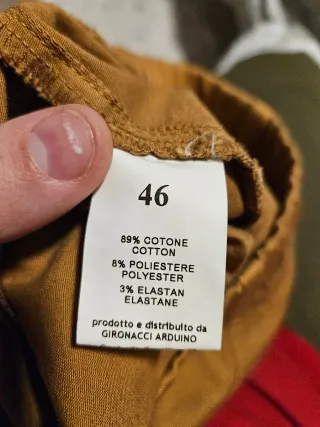 46
89% COTONE
COTTON
8% POLIESTERE
POLYESTER
3% ELASTAN
ELASTANE
prodotto e distribuito da
GIRONACCI ARDUINO